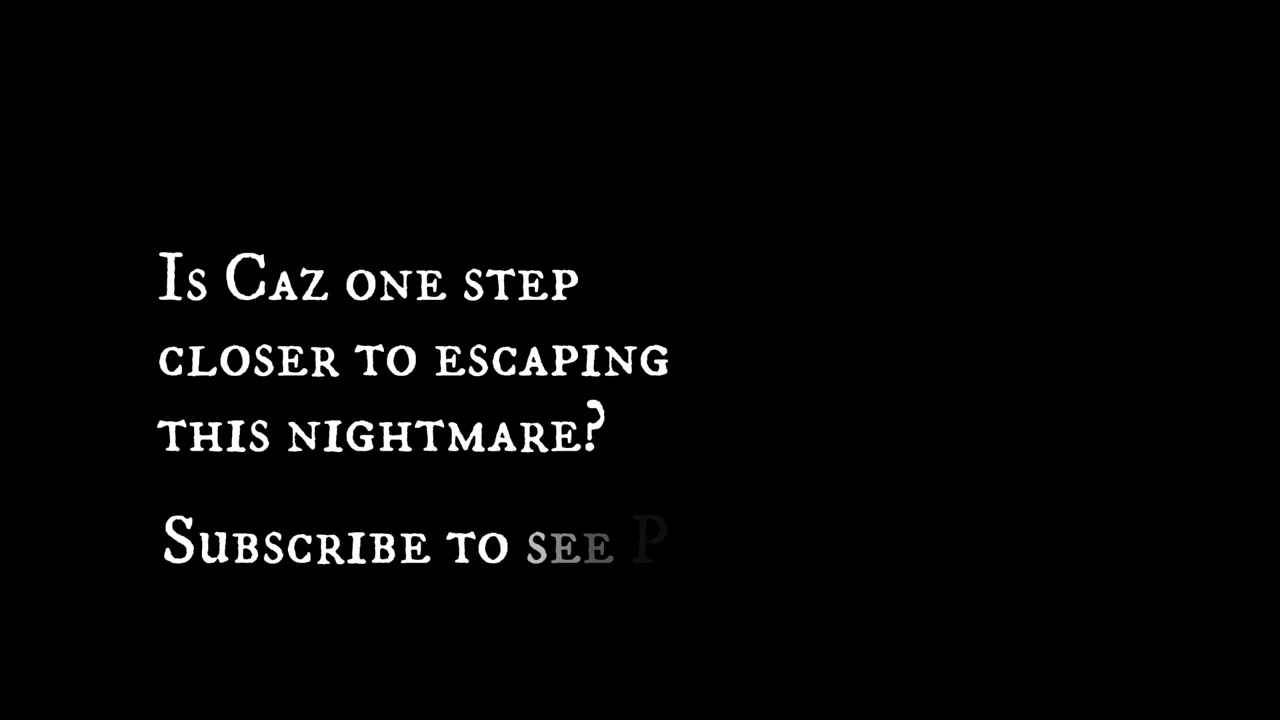 Is Caz one step
closer to escaping
this nightmare?
Subscribe to see P